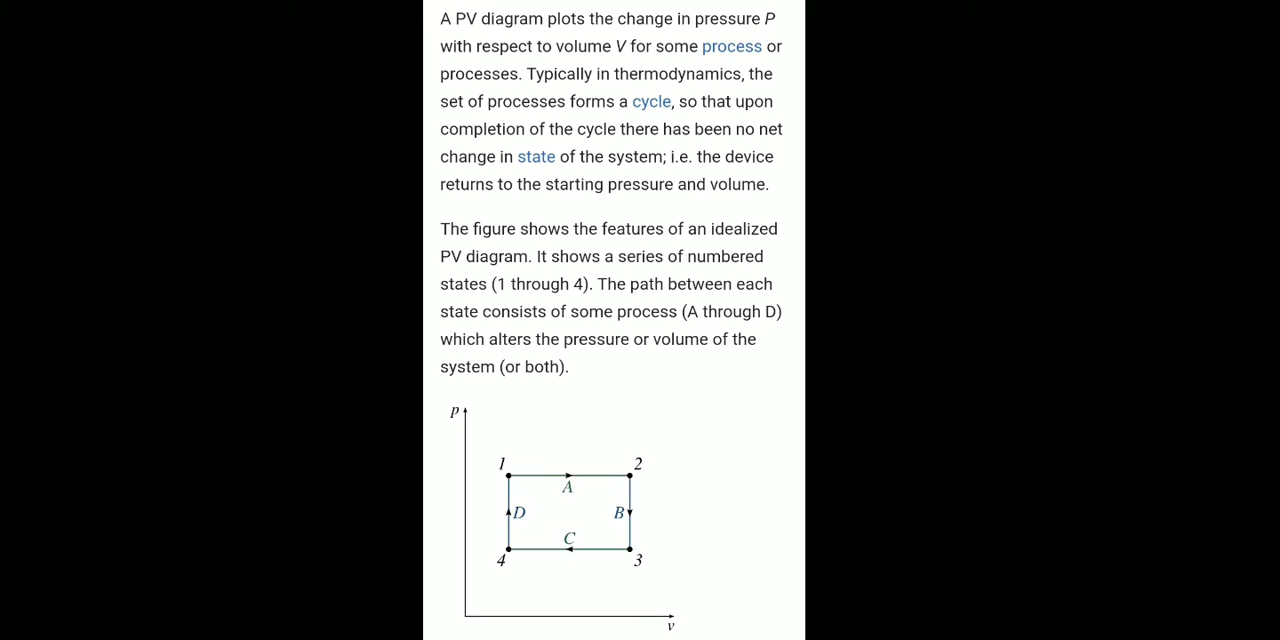 A PV diagram plots the change in pressure P
with respect to volume V for some process or
processes. Typically in thermodynamics, the
set of processes forms a cycle, so that upon
completion of the cycle there has been no net
change in state of the system; i.e. the device
returns to the starting pressure and volume.
The figure shows the features of an idealized
PV diagram. It shows a series of numbered
states (1 through 4). The path between each
state consists of some process (A through D)
which alters the pressure or volume of the
system (or both).
p
1 2
A
D B
C
4 3
v